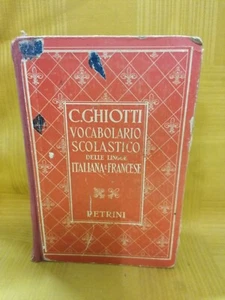 C. GHIOTTI
VOCABOLARIO
SCOLASTICO
DELLE LINGUE
ITALIANA E FRANCESE
PETRINI